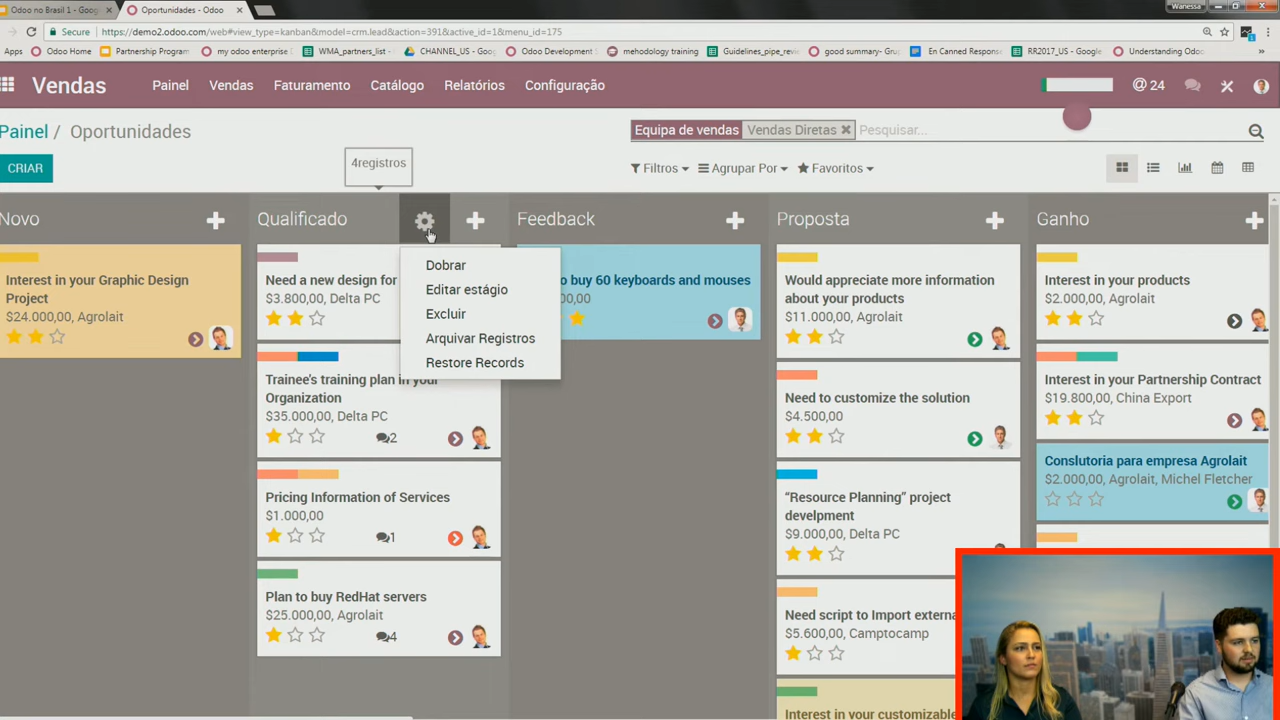 Odoo no Brasil 1 - Goog
Oportunidades - Odoo
Wanessa
Secure
https://demo2.odoo.com/web#view_type=kanban&model=crm.lead&action=391&active_id=1&menu_id=175
Apps
Odoo Home
Partnership Program
my odoo enterprise
WMA_partners_list -
CHANNEL_US - Goog
Odoo Development
mehodology training
Guidelines_pipe_revie
good summary- Grup
En Canned Response
RR2017_US - Google
Understanding Odoo
Vendas
Painel
Vendas
Faturamento
Catálogo
Relatórios
Configuração
@ 24
Painel / Oportunidades
Equipa de vendas
Vendas Diretas ✖
Pesquisar...
CRIAR
4registros
Filtros
Agrupar Por
Favoritos
Novo
Interest in your Graphic Design
Project
$24.000,00, Agrolait
Qualificado
Need a new design for
$3.800,00, Delta PC
Dobrar
Editar estágio
Excluir
Arquivar Registros
Restore Records
Trainee's training plan in your
Organization
$35.000,00, Delta PC
2
Pricing Information of Services
$1.000,00
1
Plan to buy RedHat servers
$25.000,00, Agrolait
4
Feedback
to buy 60 keyboards and mouses
00,00
Proposta
Would appreciate more information
about your products
$11.000,00, Agrolait
Need to customize the solution
$4.500,00
“Resource Planning” project
develpment
$9.000,00, Delta PC
Need script to Import externa
$5.600,00, Camptocamp
Interest in your customizable
Ganho
Interest in your products
$2.000,00, Agrolait
Interest in your Partnership Contract
$19.800,00, China Export
Conslutoria para empresa Agrolait
$2.000,00, Agrolait, Michel Fletcher